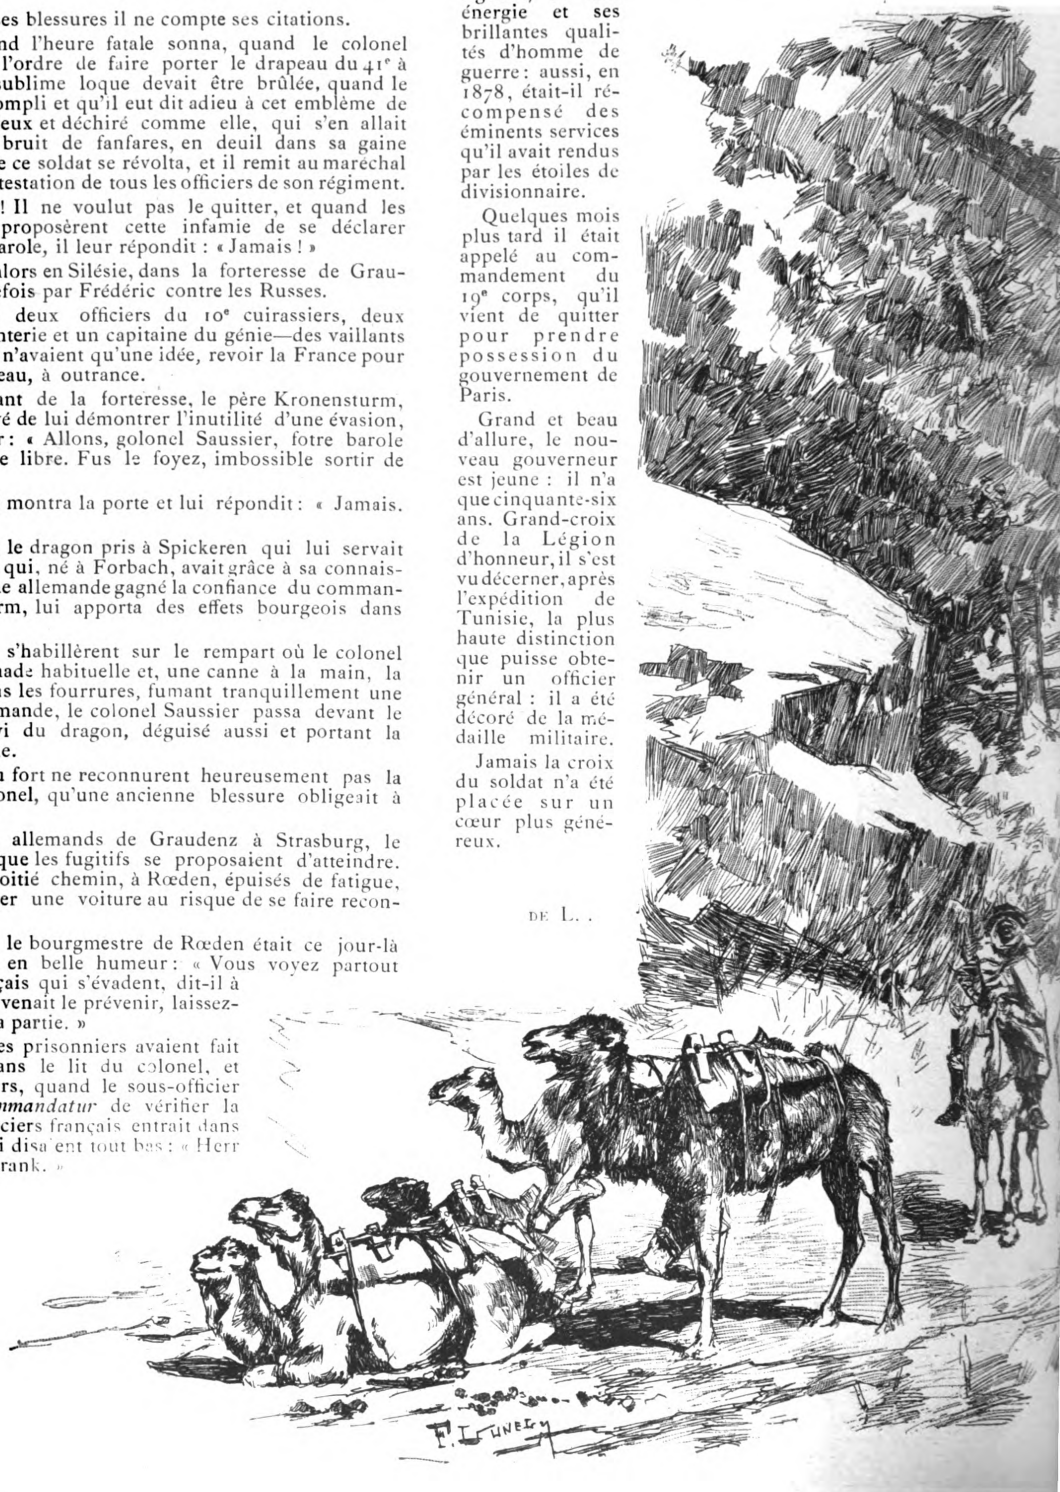 ses blessures il ne compte ses citations.
nd l'heure fatale sonna, quand le colonel
l'ordre de faire porter le drapeau du 41e à
sublime loque devait être brûlée, quand le
ompli et qu'il eut dit adieu à cet emblème de
eux et déchiré comme elle, qui s'en allait
bruit de fanfares, en deuil dans sa gaine
e ce soldat se révolta, et il remit au maréchal
testation de tous les officiers de son régiment.
! Il ne voulut pas le quitter, et quand les
proposèrent cette infamie de se déclarer
arole, il leur répondit : « Jamais ! »
alors en Silésie, dans la forteresse de Grau-
efois par Frédéric contre les Russes.
deux officiers du 10e cuirassiers, deux
nterie et un capitaine du génie—des vaillants
n'avaient qu'une idée, revoir la France pour
eau, à outrance.
ant de la forteresse, le père Kronensturm,
é de lui démontrer l'inutilité d'une évasion,
r : « Allons, golonel Saussier, fotre barole
e libre. Fus le foyez, imbossible sortir de
montra la porte et lui répondit : « Jamais.
le dragon pris à Spickeren qui lui servait
qui, né à Forbach, avait grâce à sa connais-
e allemande gagné la confiance du comman-
rm, lui apporta des effets bourgeois dans
s'habillèrent sur le rempart où le colonel
nade habituelle et, une canne à la main, la
s les fourrures, fumant tranquillement une
mande, le colonel Saussier passa devant le
i du dragon, déguisé aussi et portant la
e.
fort ne reconnurent heureusement pas la
onel, qu'une ancienne blessure obligeait à
allemands de Graudenz à Strasburg, le
que les fugitifs se proposaient d'atteindre.
oitié chemin, à Rœden, épuisés de fatigue,
er une voiture au risque de se faire recon-
le bourgmestre de Rœden était ce jour-là
en belle humeur : « Vous voyez partout
çais qui s'évadent, dit-il à
venait le prévenir, laissez-
a partie. »
es prisonniers avaient fait
ans le lit du colonel, et
rs, quand le sous-officier
mmandatur de vérifier la
ciers français entrait dans
i disaient tout bas : « Herr
rank. »
énergie et ses
brillantes quali-
tés d'homme de
guerre : aussi, en
1878, était-il ré-
compensé des
éminents services
qu'il avait rendus
par les étoiles de
divisionnaire.
Quelques mois
plus tard il était
appelé au com-
mandement du
19e corps, qu'il
vient de quitter
pour prendre
possession du
gouvernement de
Paris.
Grand et beau
d'allure, le nou-
veau gouverneur
est jeune : il n'a
que cinquante-six
ans. Grand-croix
de la Légion
d'honneur, il s'est
vu décerner, après
l'expédition de
Tunisie, la plus
haute distinction
que puisse obte-
nir un officier
général : il a été
décoré de la mé-
daille militaire.
Jamais la croix
du soldat n'a été
placée sur un
cœur plus géné-
reux.
DE L. .